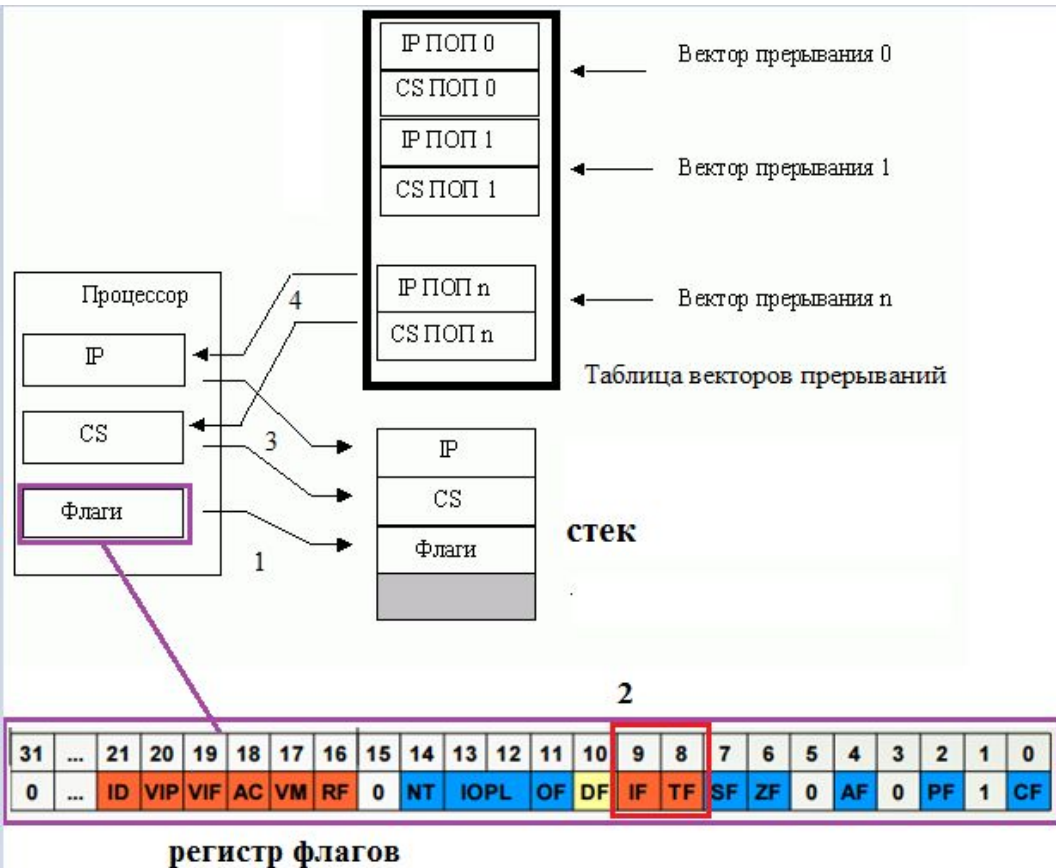 IP ПОП 0
Вектор прерывания 0
CS ПОП 0
IP ПОП 1
Вектор прерывания 1
CS ПОП 1
Процессор
4
IP ПОП n
Вектор прерывания n
CS ПОП n
IP
Таблица векторов прерываний
CS
3
IP
CS
Флаги
1
Флаги
стек
2
31 ... 21 20 19 18 17 16 15 14 13 12 11 10 9 8 7 6 5 4 3 2 1 0
0 ... ID VIP VIF AC VM RF 0 NT IOPL OF DF IF TF SF ZF 0 AF 0 PF 1 CF
регистр флагов